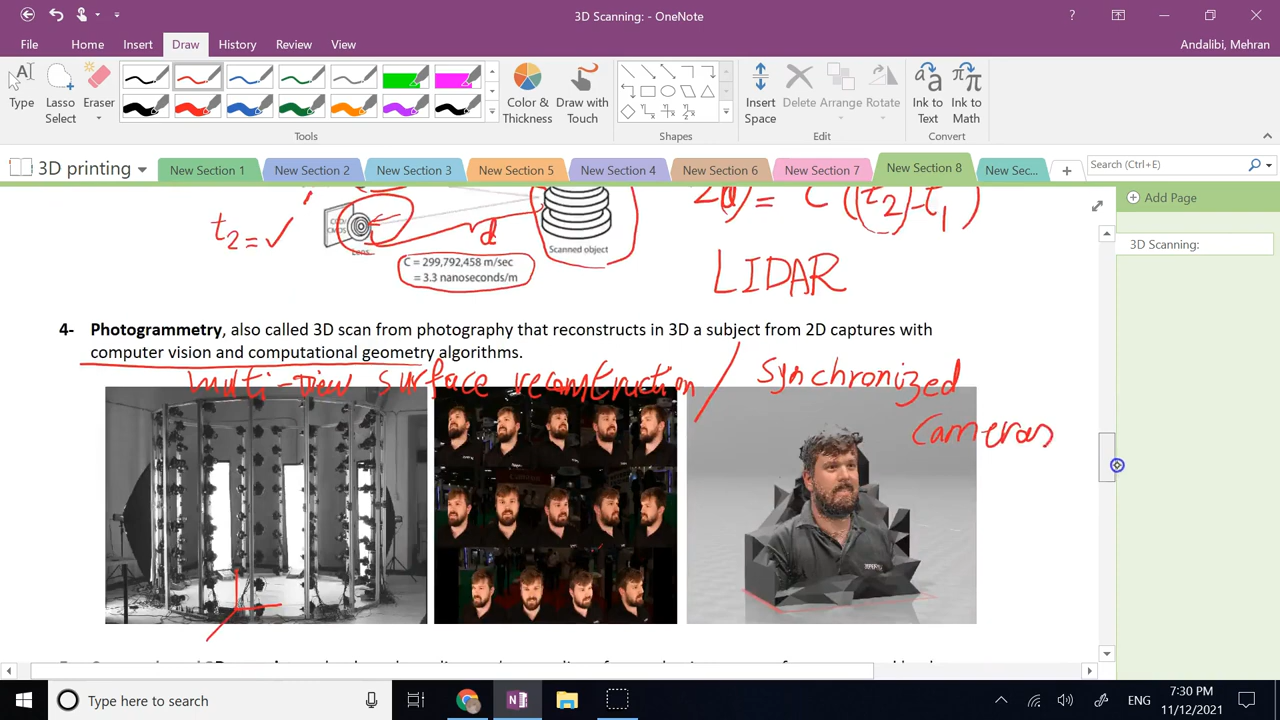 3D Scanning: - OneNote
File Home Insert Draw History Review View
Andalibi, Mehran
Type
Lasso Select
Eraser
Color & Thickness
Draw with Touch
Insert Space
Delete
Arrange
Rotate
Ink to Text
Ink to Math
Tools
Shapes
Edit
Convert
3D printing
New Section 1
New Section 2
New Section 3
New Section 4
New Section 5
New Section 6
New Section 7
New Section 8
New Sec...
Search (Ctrl+E)
Add Page
3D Scanning:
= C (t2)-t1)
t2 = ✓
d
Lens
Scanned object
C = 299,792,458 m/sec
= 3.3 nanoseconds/m
LIDAR
4- Photogrammetry, also called 3D scan from photography that reconstructs in 3D a subject from 2D captures with
computer vision and computational geometry algorithms.
multi-view surface reconstruction / Synchronized
Cameras
Type here to search
ENG
7:30 PM
11/12/2021